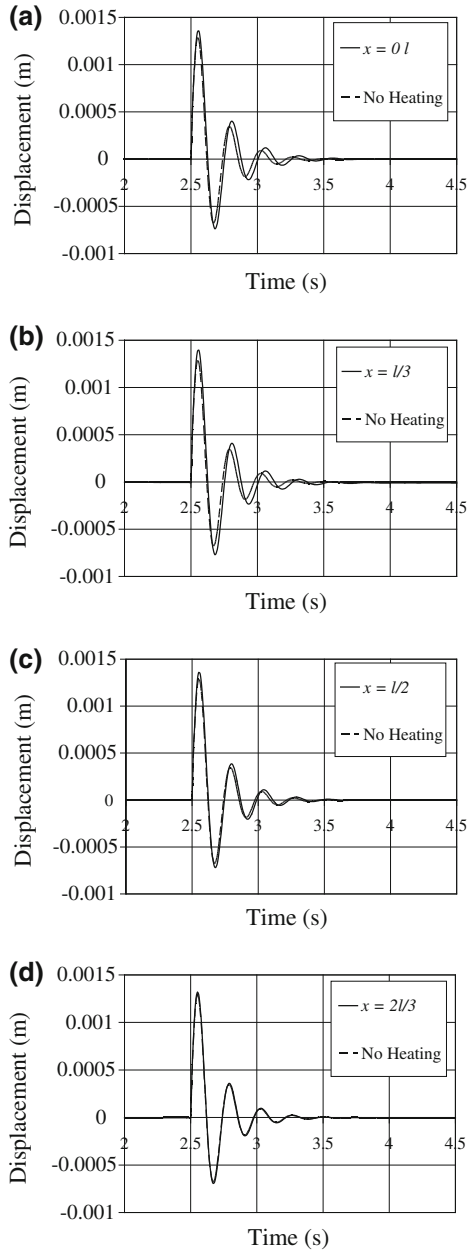 (a)
0.0015
0.001
0.0005
0
-0.0005
-0.001
Displacement (m)
x = 0 l
No Heating
2 2.5 3 3.5 4 4.5
Time (s)
(b)
0.0015
0.001
0.0005
0
-0.0005
-0.001
Displacement (m)
x = l/3
No Heating
2 2.5 3 3.5 4 4.5
Time (s)
(c)
0.0015
0.001
0.0005
0
-0.0005
-0.001
Displacement (m)
x = l/2
No Heating
2 2.5 3 3.5 4 4.5
Time (s)
(d)
0.0015
0.001
0.0005
0
-0.0005
-0.001
Displacement (m)
x = 2l/3
No Heating
2 2.5 3 3.5 4 4.5
Time (s)